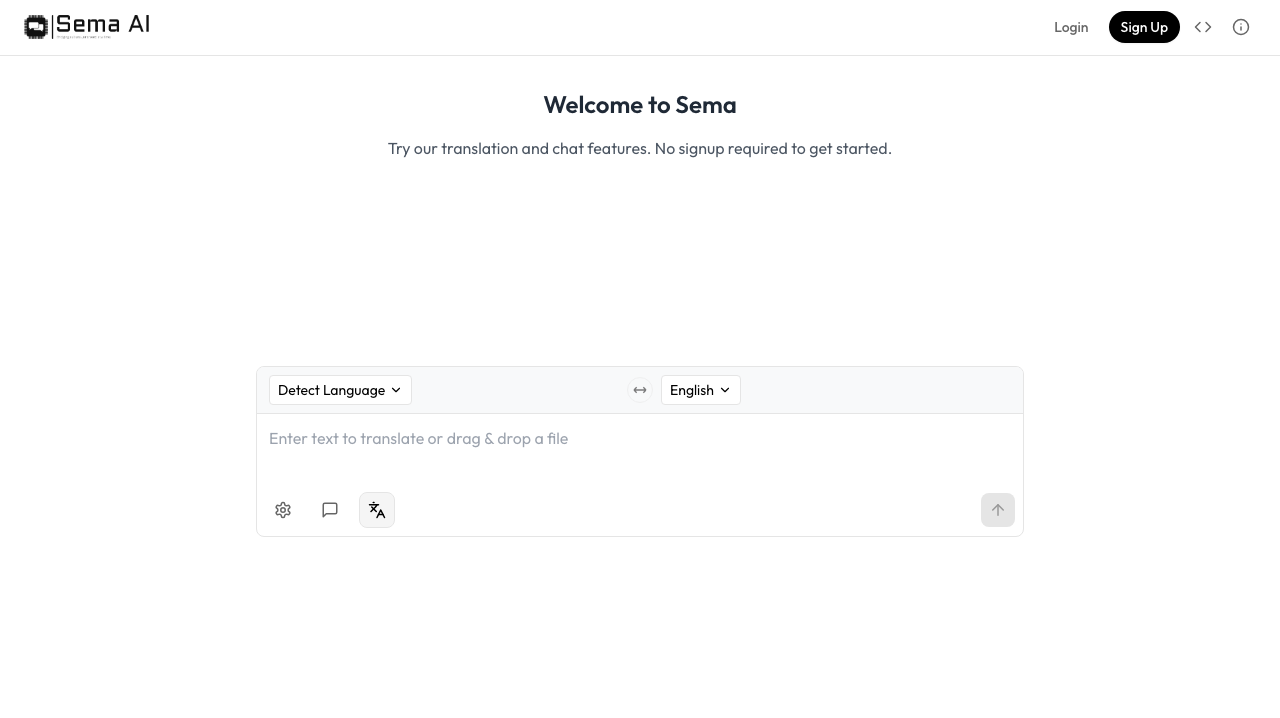 Sema AI
Login
Sign Up
Welcome to Sema
Try our translation and chat features. No signup required to get started.
Detect Language
English
Enter text to translate or drag & drop a file